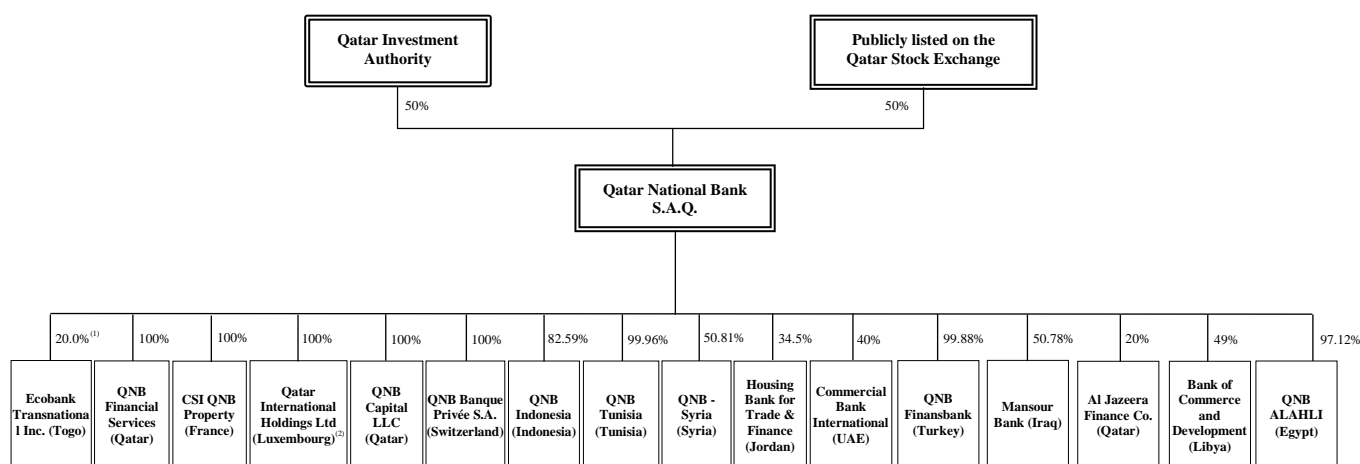 Qatar Investment
Authority
Publicly listed on the
Qatar Stock Exchange
50%
50%
Qatar National Bank
S.A.Q.
20.0% (1)
100%
100%
100%
100%
100%
82.59%
99.96%
50.81%
34.5%
40%
99.88%
50.78%
20%
49%
97.12%
Ecobank
Transnationa
l Inc. (Togo)
QNB
Financial
Services
(Qatar)
CSI QNB
Property
(France)
Qatar
International
Holdings Ltd
(Luxembourg)(2)
QNB
Capital
LLC
(Qatar)
QNB Banque
Privée S.A.
(Switzerland)
QNB
Indonesia
(Indonesia)
QNB
Tunisia
(Tunisia)
QNB -
Syria
(Syria)
Housing
Bank for
Trade &
Finance
(Jordan)
Commercial
Bank
International
(UAE)
QNB
Finansbank
(Turkey)
Mansour
Bank (Iraq)
Al Jazeera
Finance Co.
(Qatar)
Bank of
Commerce
and
Development
(Libya)
QNB
ALAHLI
(Egypt)